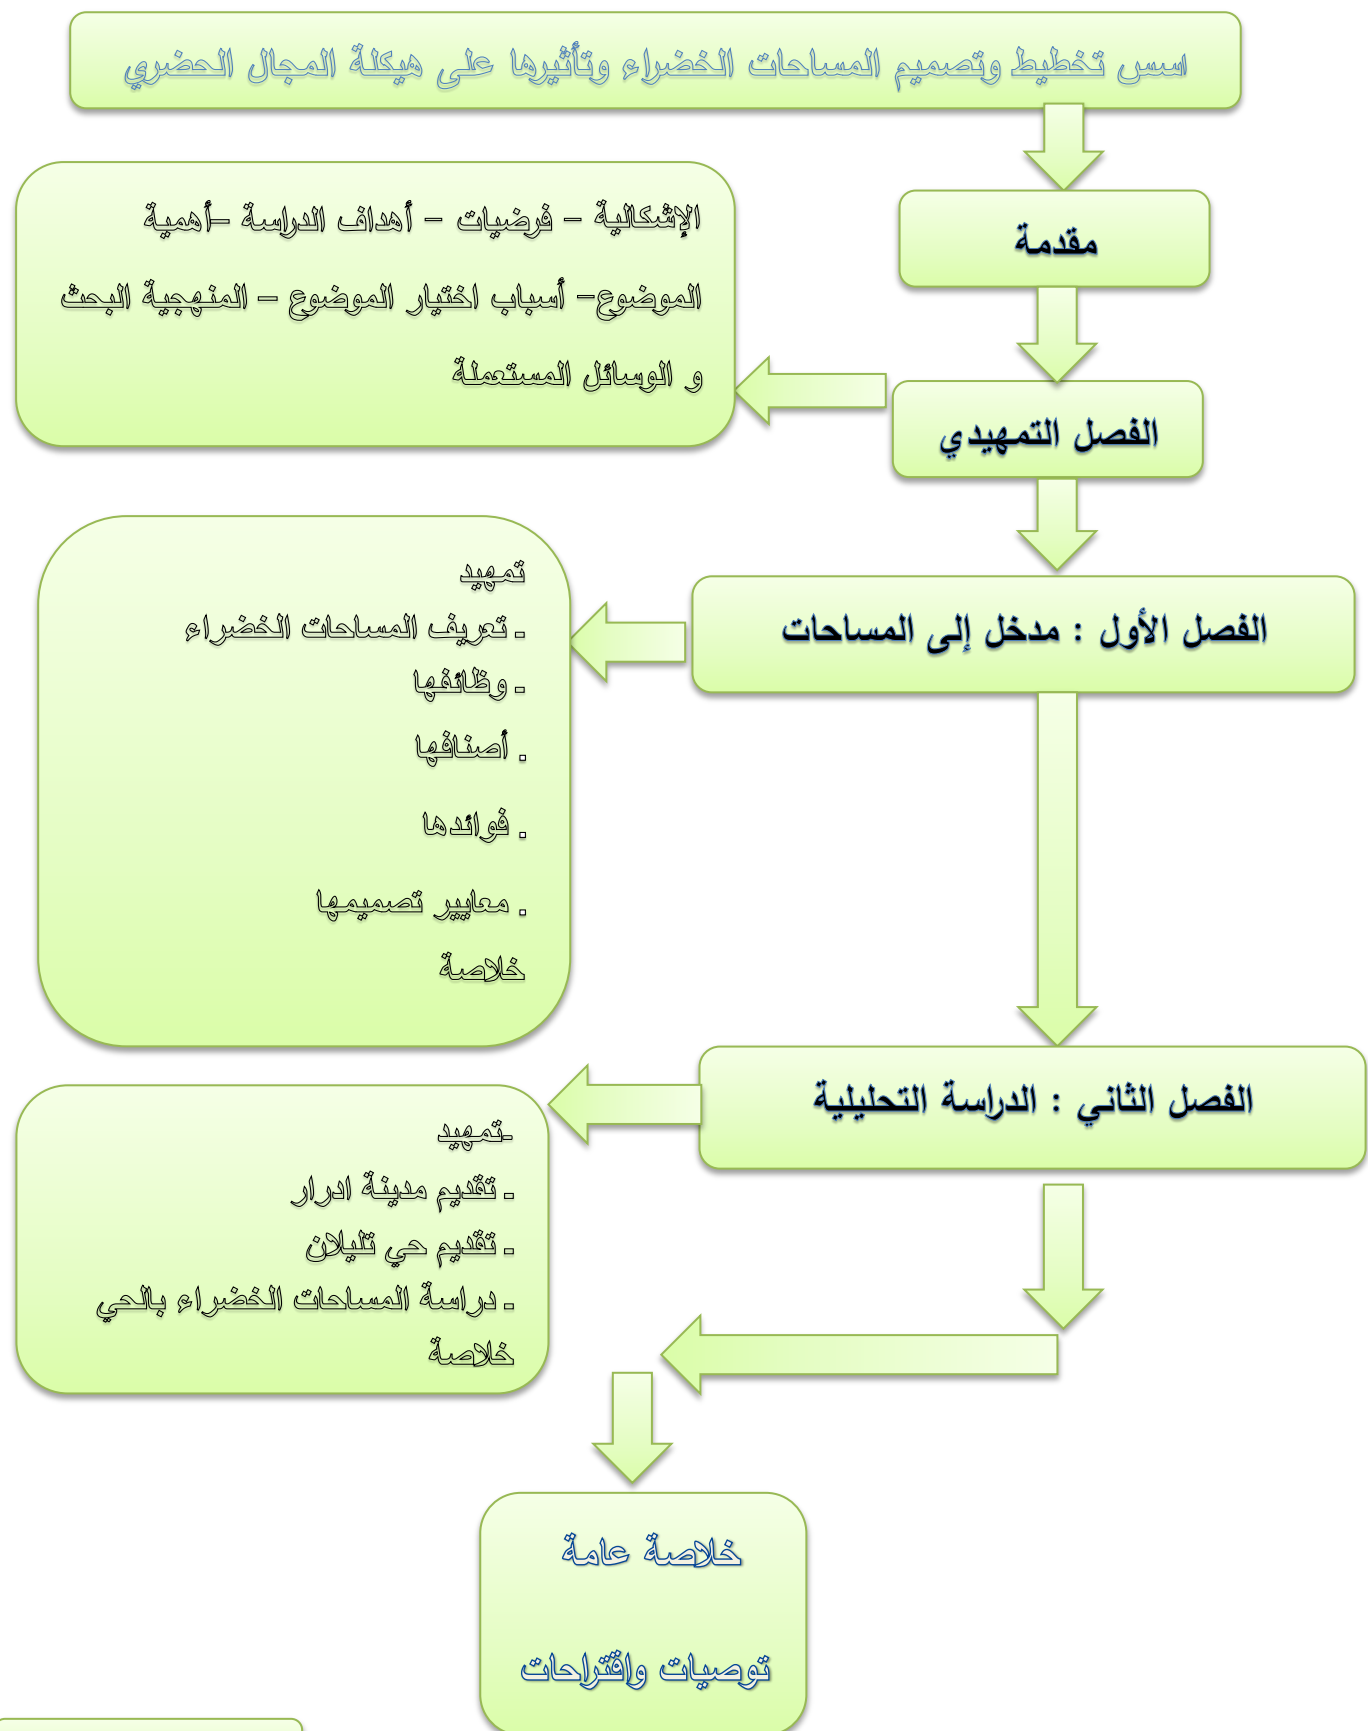 اسس تخطيط وتصميم المساحات الخضراء وتأثيرها على هيكلة المجال الحضري
مقدمة
الفصل التمهيدي
الإشكالية – فرضيات – أهداف الدراسة –أهمية
الموضوع– أسباب اختيار الموضوع – المنهجية البحث
و الوسائل المستعملة
الفصل الأول : مدخل إلى المساحات
تمهيد
- تعريف المساحات الخضراء
- وظائفها
. أصنافها
. فوائدها
. معايير تصميمها
خلاصة
الفصل الثاني : الدراسة التحليلية
-تمهيد
- تقديم مدينة ادرار
- تقديم حي تليلان
- دراسة المساحات الخضراء بالحي
خلاصة
خلاصة عامة
توصيات واقتراحات